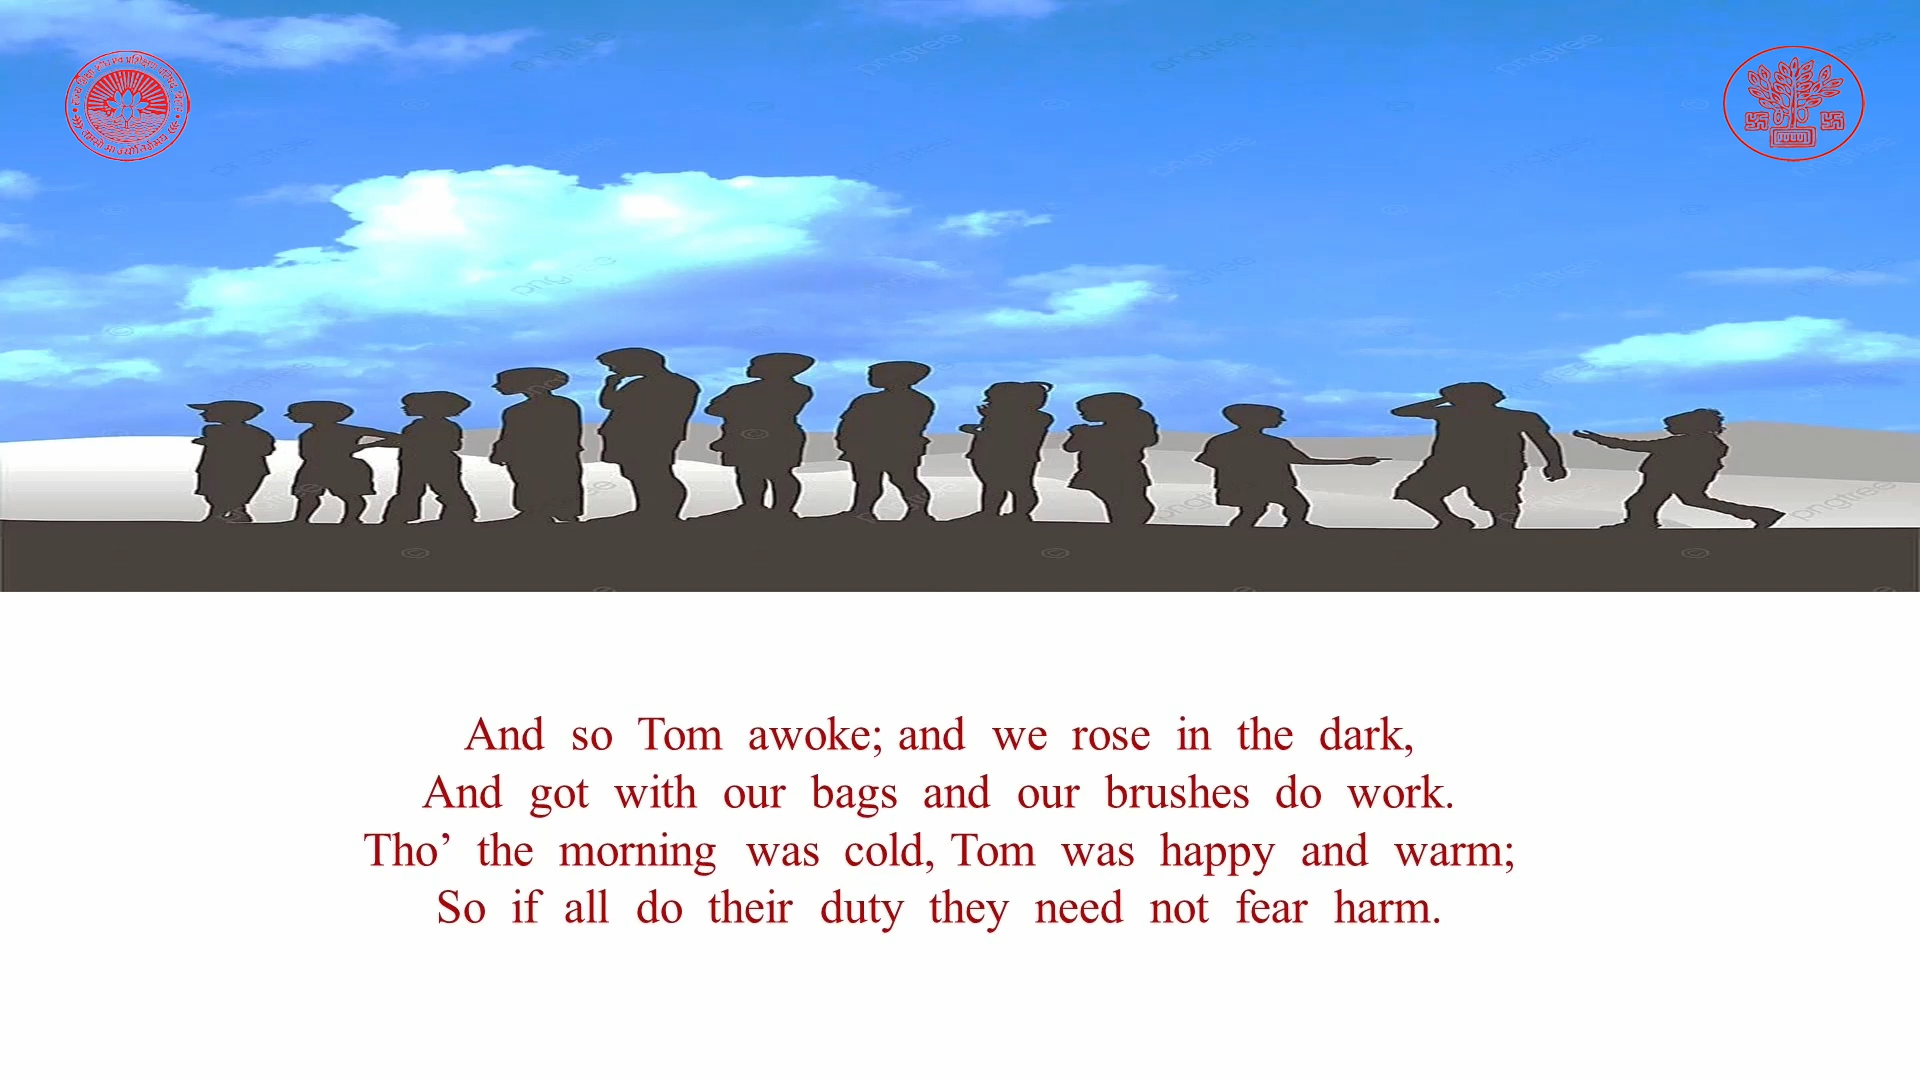 And so Tom awoke; and we rose in the dark,
And got with our bags and our brushes do work.
Tho’ the morning was cold, Tom was happy and warm;
So if all do their duty they need not fear harm.